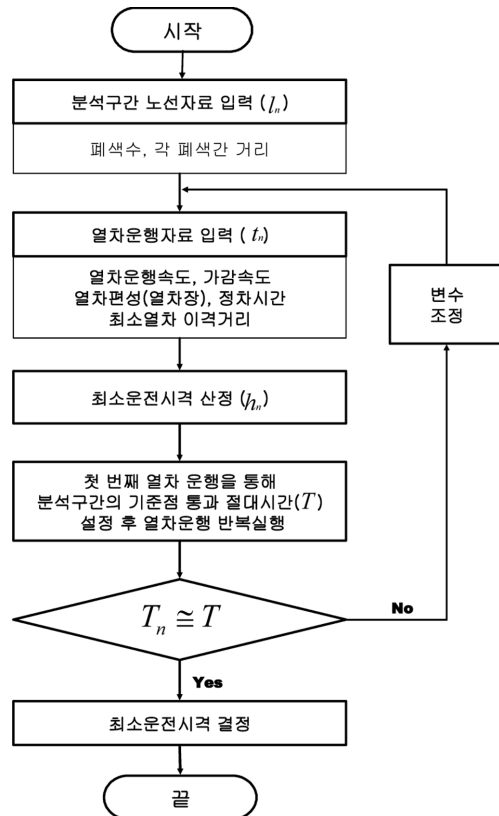 시작
분석구간 노선자료 입력 (lₙ)
폐색수, 각 폐색간 거리
열차운행자료 입력 ( tₙ)
열차운행속도, 가감속도
열차편성(열차장), 정차시간
최소열차 이격거리
변수
조정
최소운전시격 산정 (hₙ)
첫 번째 열차 운행을 통해
분석구간의 기준점 통과 절대시간(T)
설정 후 열차운행 반복실행
Tₙ ≅ T
No
Yes
최소운전시격 결정
끝